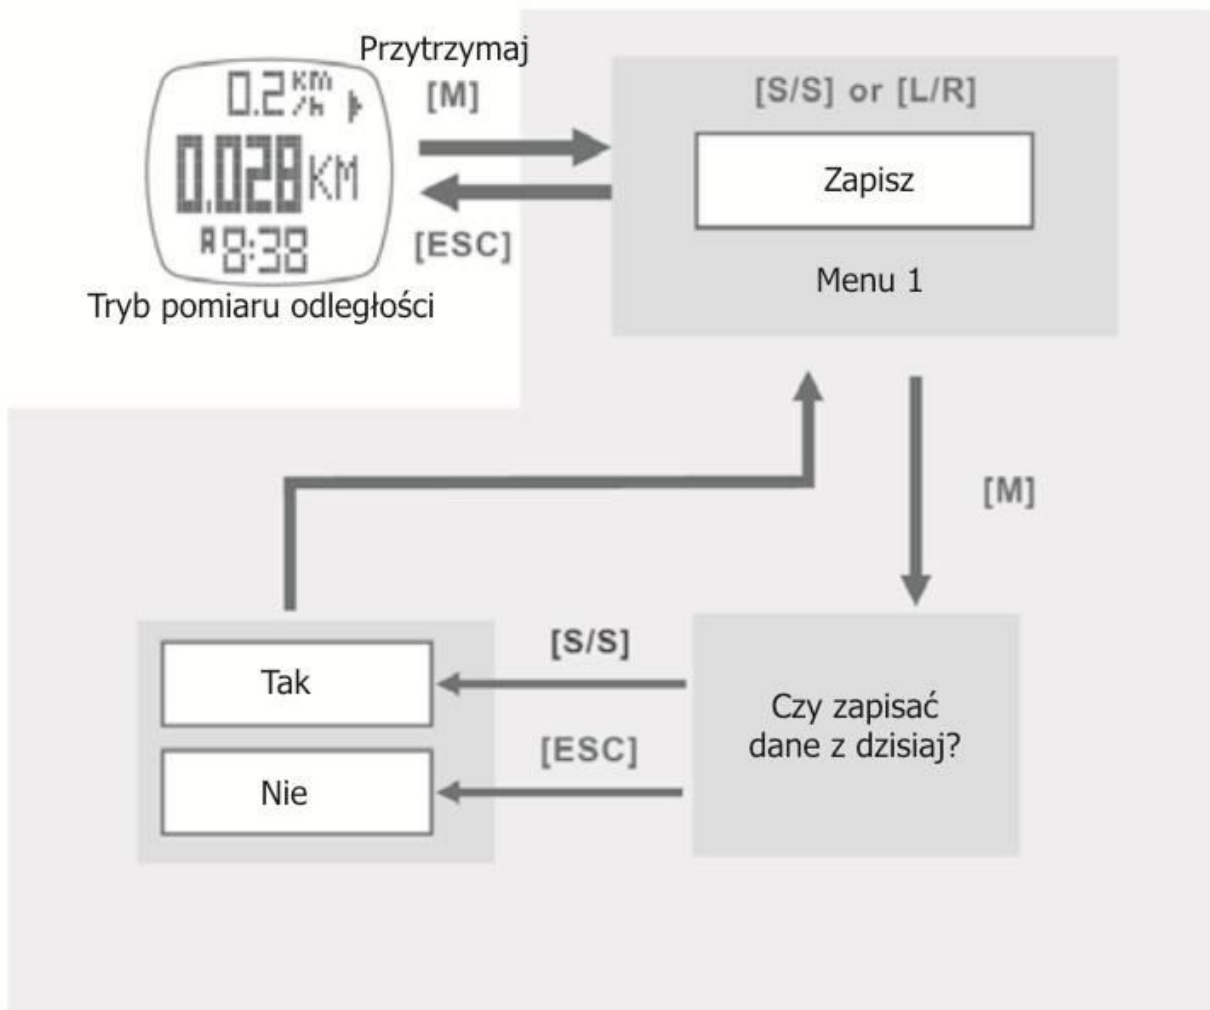 Przytrzymaj
[M]
0.2 KM/h
0.028 KM
A 8:38
[ESC]
Tryb pomiaru odległości
[S/S] or [L/R]
Zapisz
Menu 1
[M]
[S/S]
Tak
[ESC]
Nie
Czy zapisać
dane z dzisiaj?